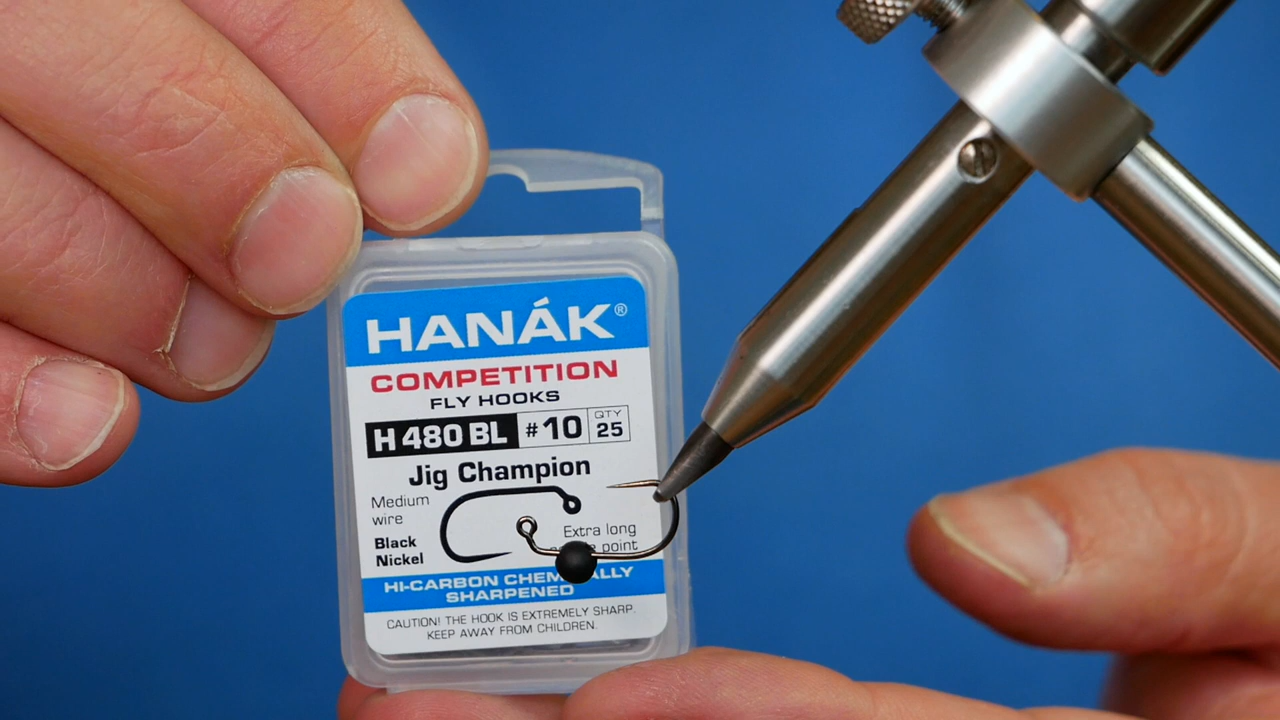 HANÁK®
COMPETITION
FLY HOOKS
H 480 BL #10 QTY 25
Jig Champion
Medium
wire
Black
Nickel
Extra long
point
HI-CARBON
SHARPENED
CAUTION! THE HOOK IS EXTREMELY SHARP.
KEEP AWAY FROM CHILDREN.